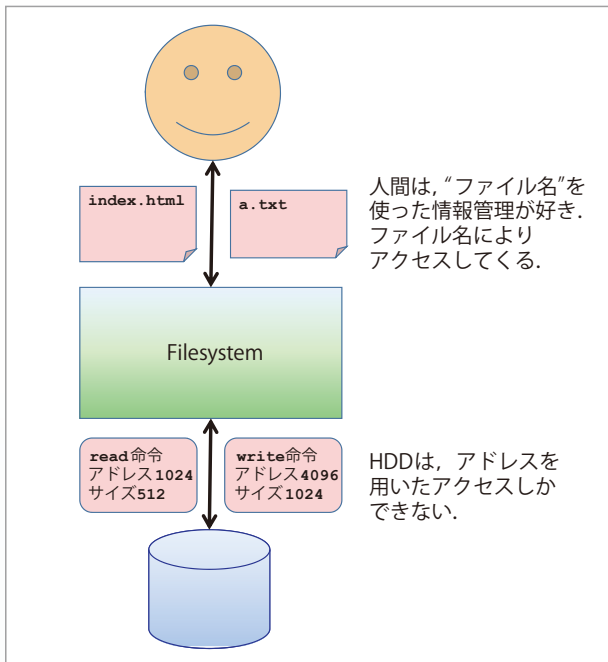 index.html
a.txt
人間は，“ファイル名”を
使った情報管理が好き．
ファイル名により
アクセスしてくる．
Filesystem
read命令
アドレス1024
サイズ512
write命令
アドレス4096
サイズ1024
HDDは，アドレスを
用いたアクセスしか
できない．